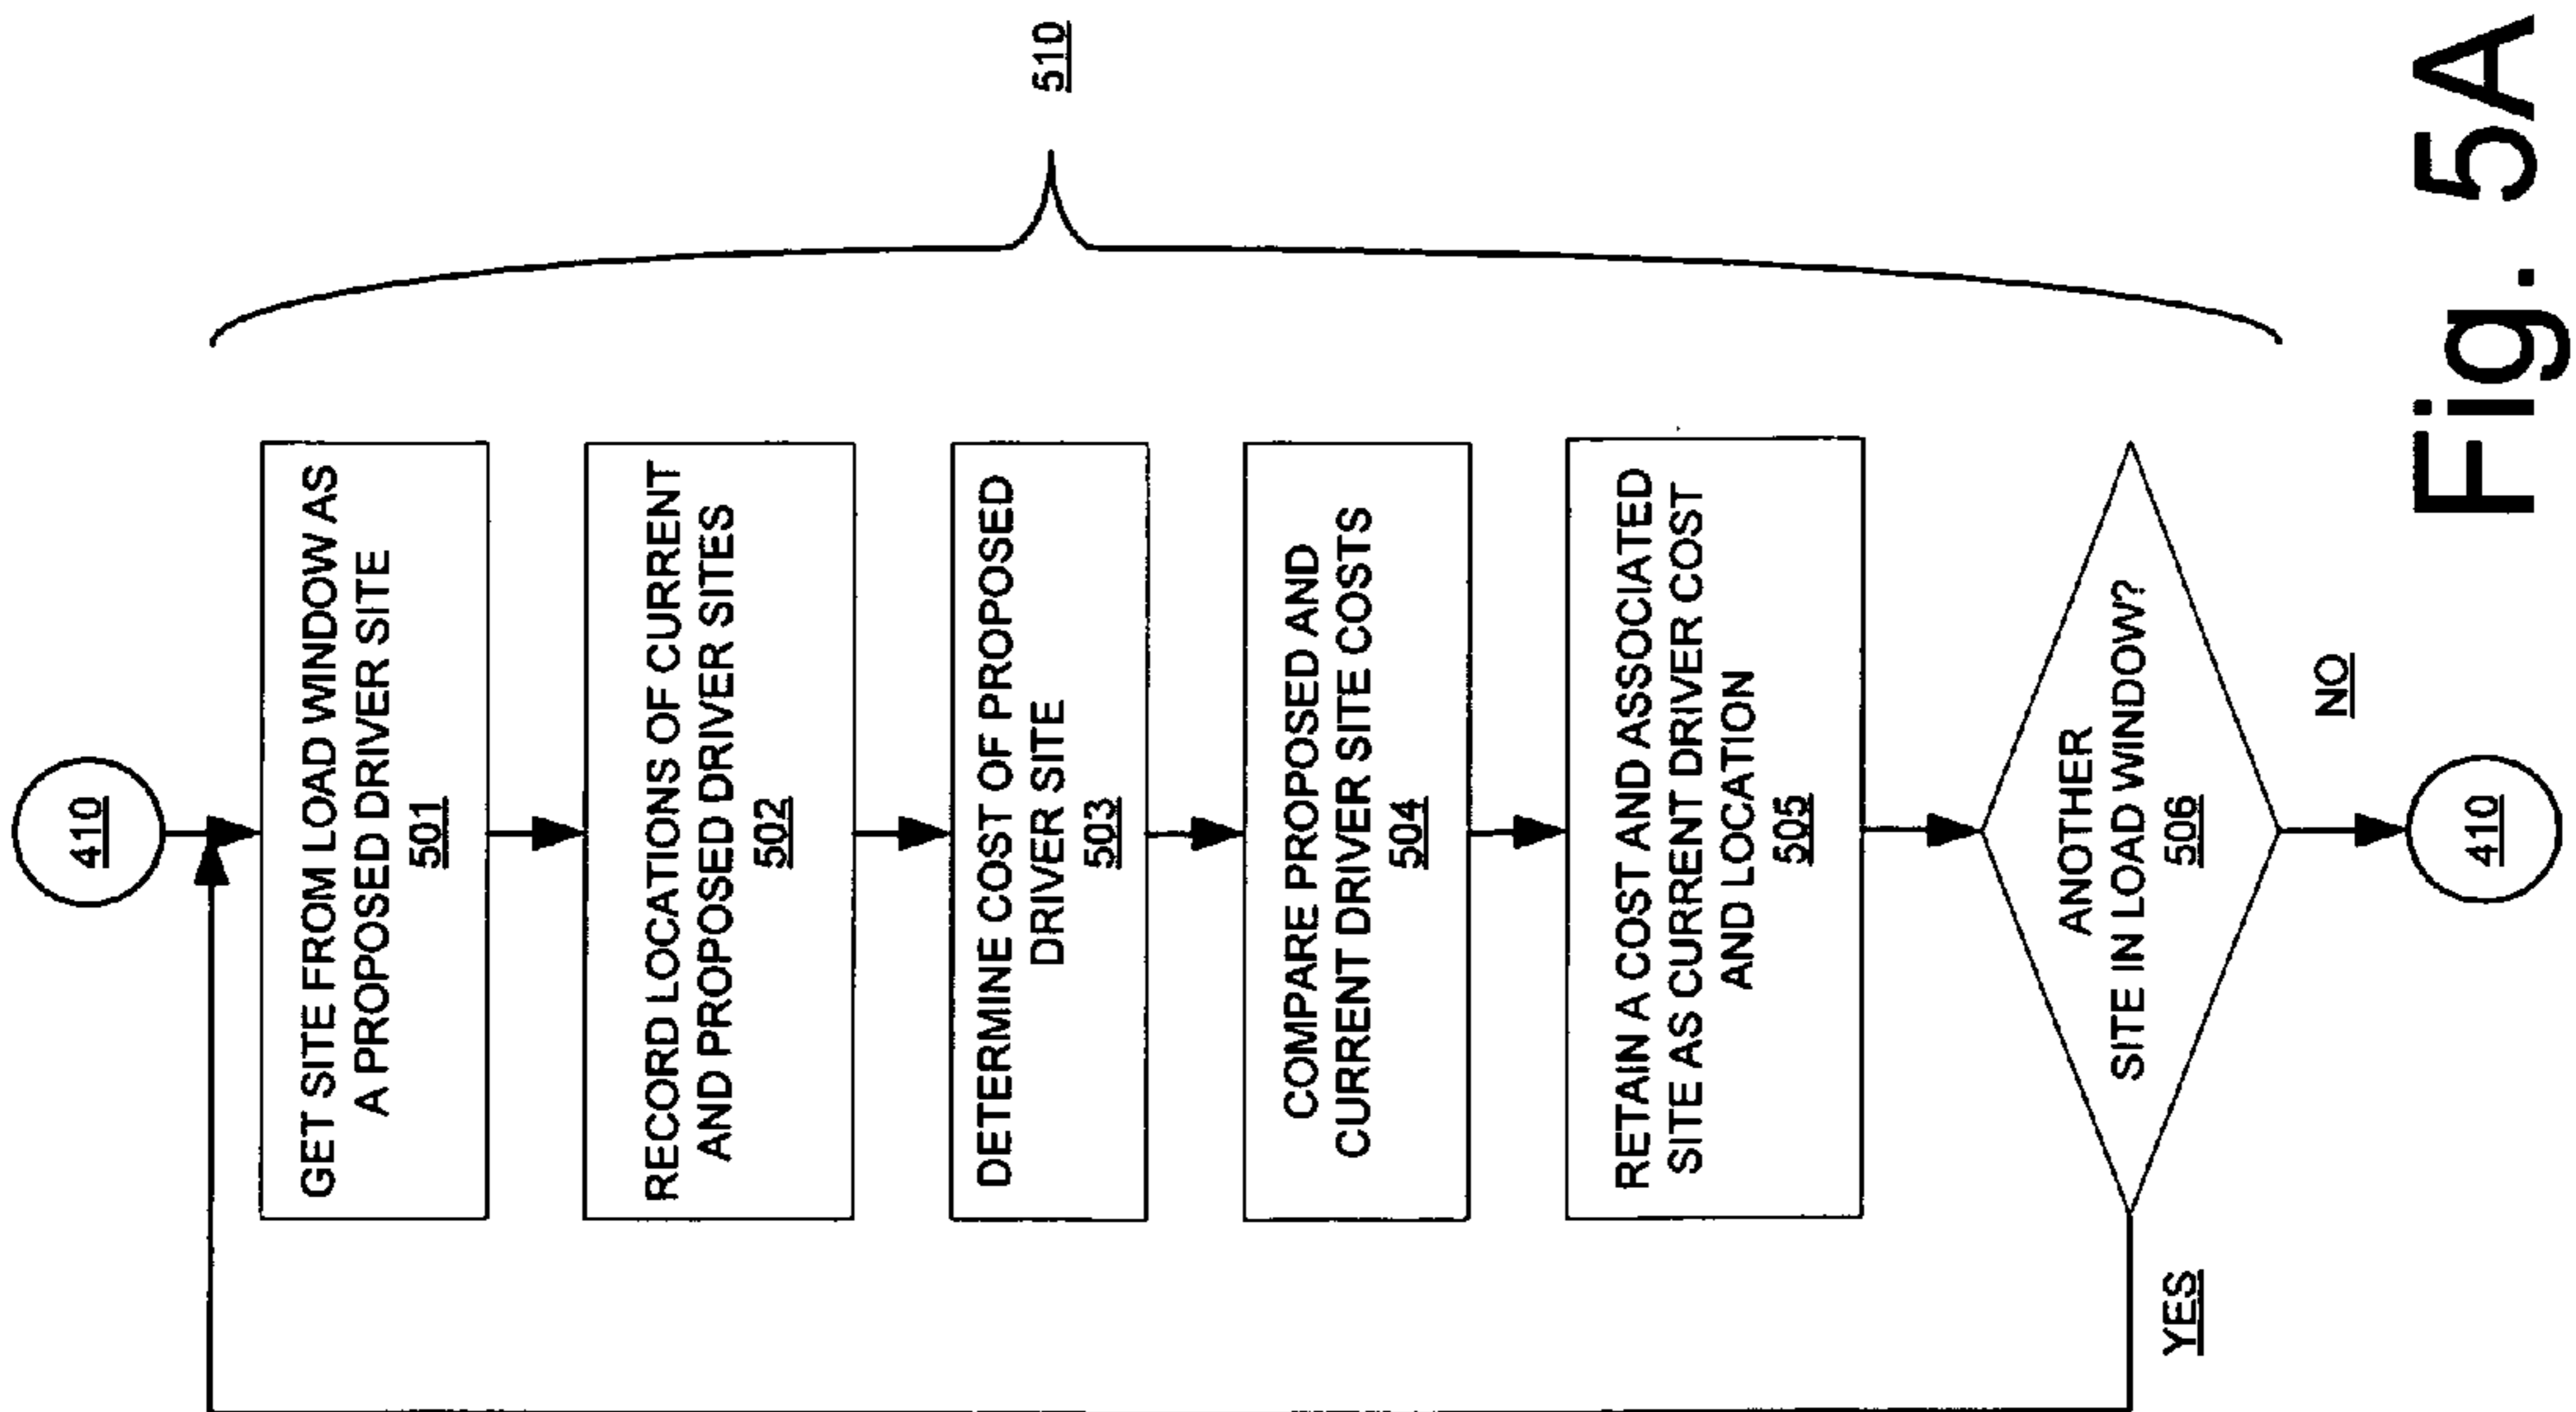 410
GET SITE FROM LOAD WINDOW AS
A PROPOSED DRIVER SITE
501
RECORD LOCATIONS OF CURRENT
AND PROPOSED DRIVER SITES
502
DETERMINE COST OF PROPOSED
DRIVER SITE
503
COMPARE PROPOSED AND
CURRENT DRIVER SITE COSTS
504
RETAIN A COST AND ASSOCIATED
SITE AS CURRENT DRIVER COST
AND LOCATION
505
ANOTHER
SITE IN LOAD WINDOW?
506
YES
NO
410
510
Fig. 5A